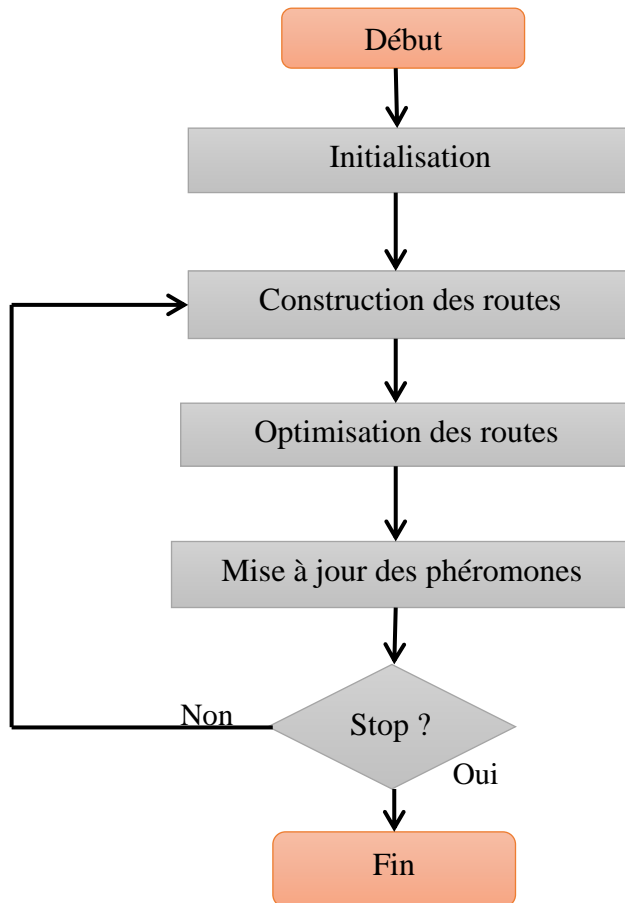 Début
Initialisation
Construction des routes
Optimisation des routes
Mise à jour des phéromones
Non
Stop ?
Oui
Fin